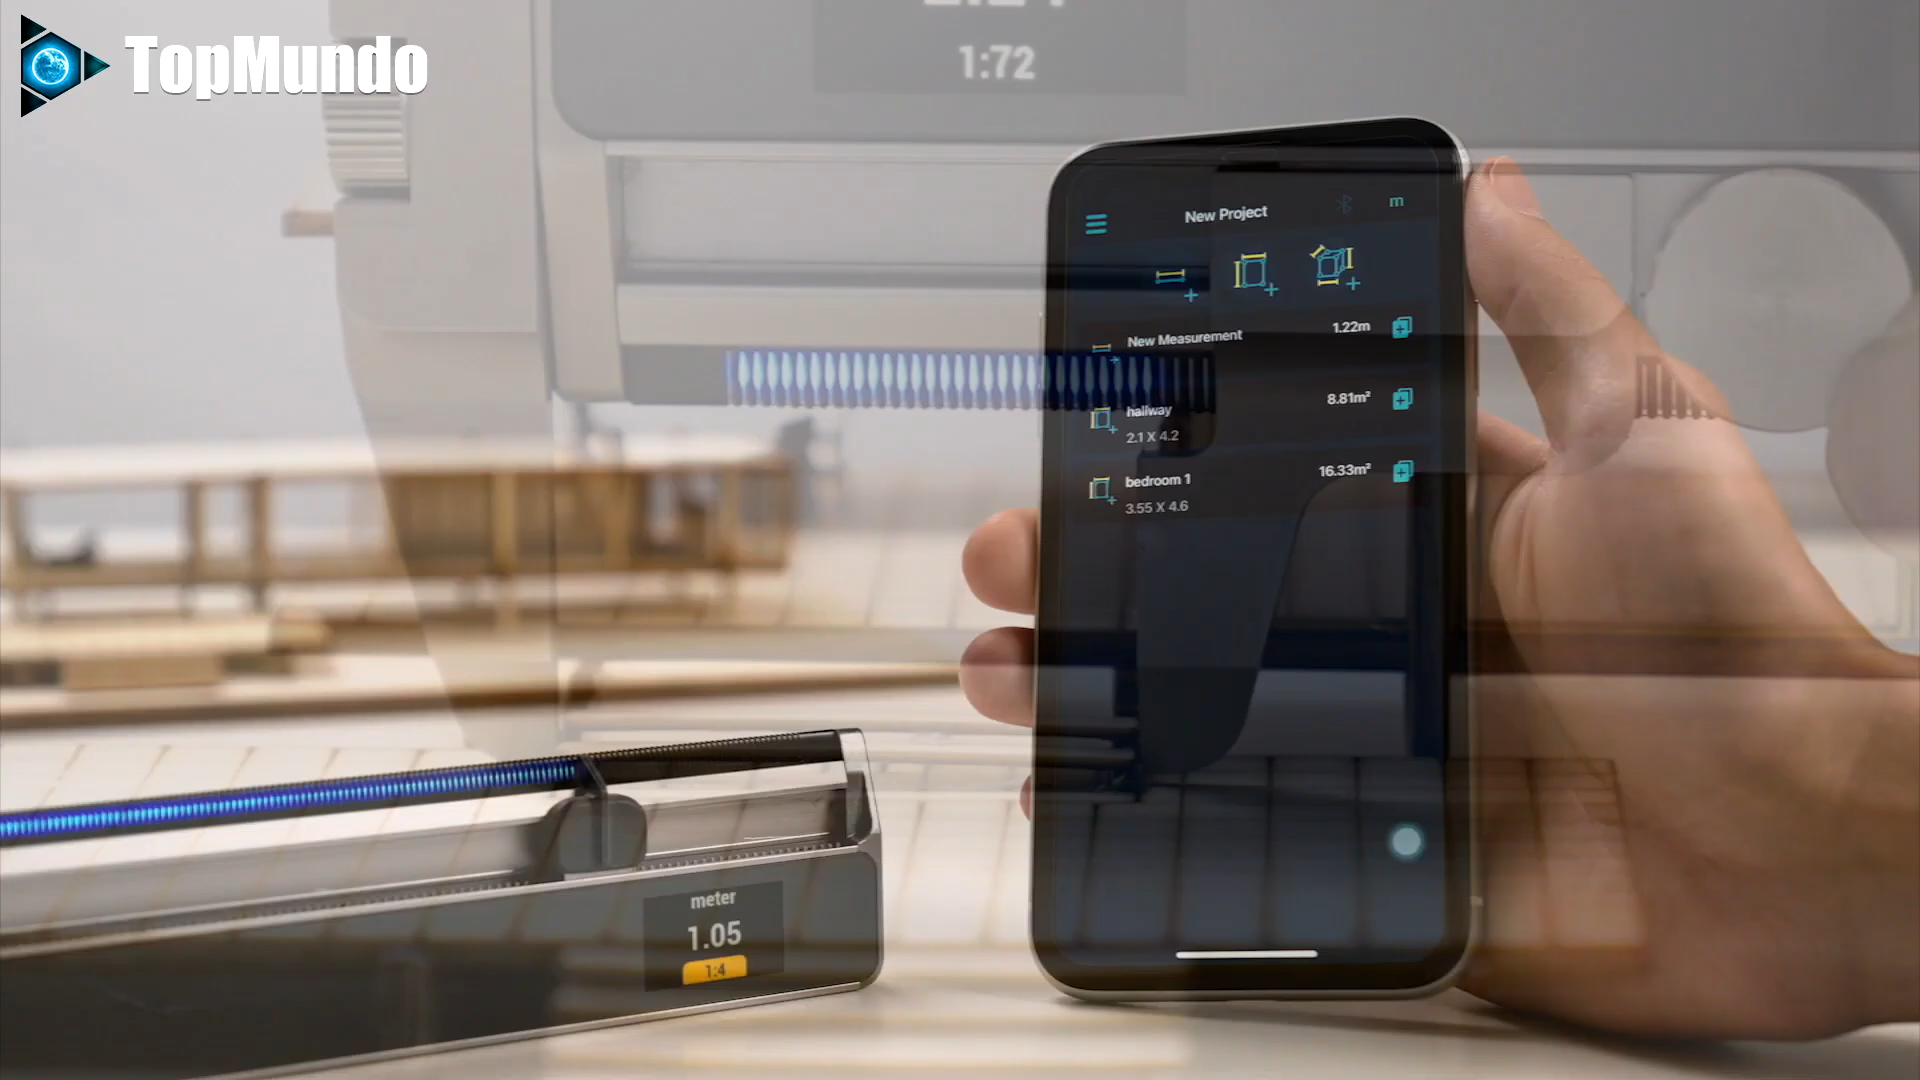 TopMundo
1:72
New Project
m
New Measurement
1.22m
hallway
8.81m²
2.1 X 4.2
bedroom 1
16.33m²
3.55 X 4.6
meter
1.05
1:4